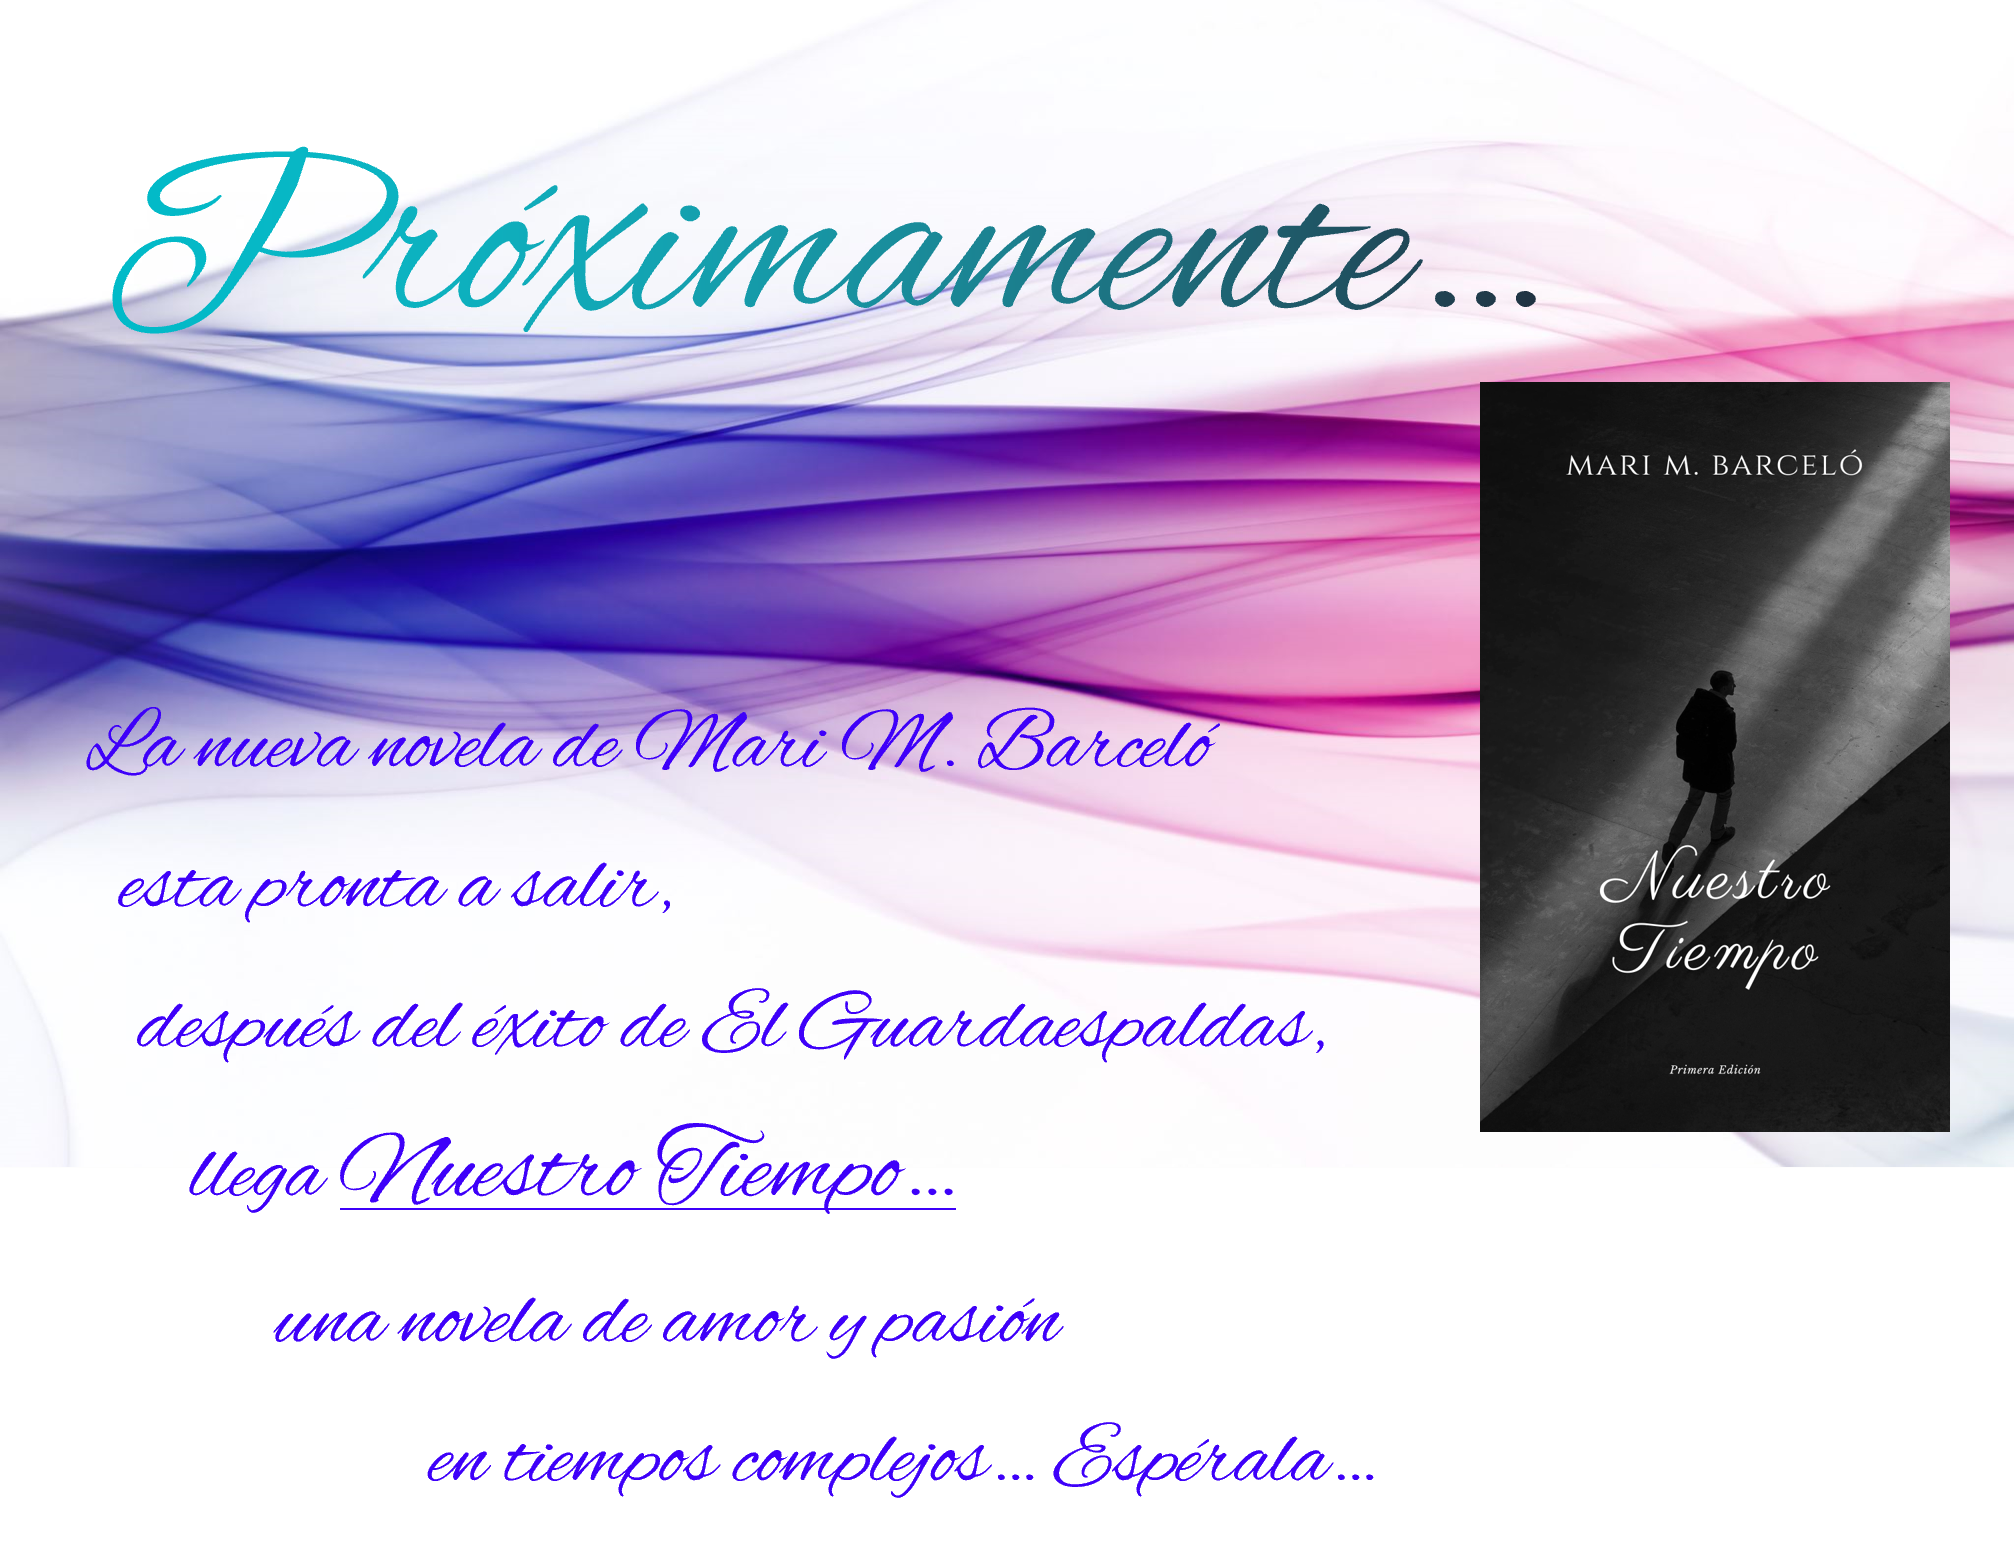 Próximamente...
MARI M. BARCELÓ
Nuestro
Tiempo
Primera Edición
La nueva novela de Mari M. Barceló
esta pronta a salir,
después del éxito de El Guardaespaldas,
llega Nuestro Tiempo...
una novela de amor y pasión
en tiempos complejos... Espérala...